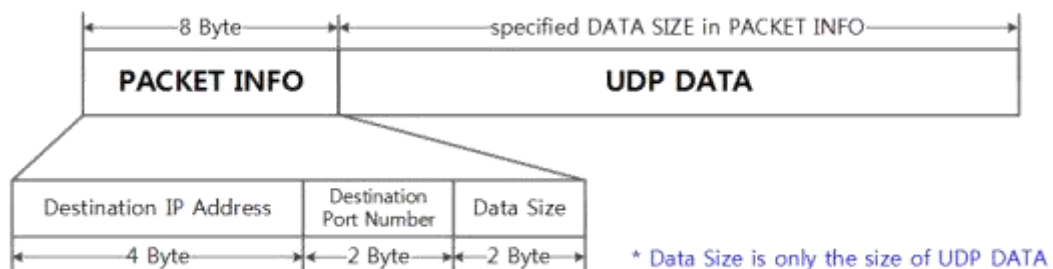 8 Byte
specified DATA SIZE in PACKET INFO
PACKET INFO
UDP DATA
Destination IP Address
Destination
Port Number
Data Size
4 Byte
2 Byte
2 Byte
* Data Size is only the size of UDP DATA